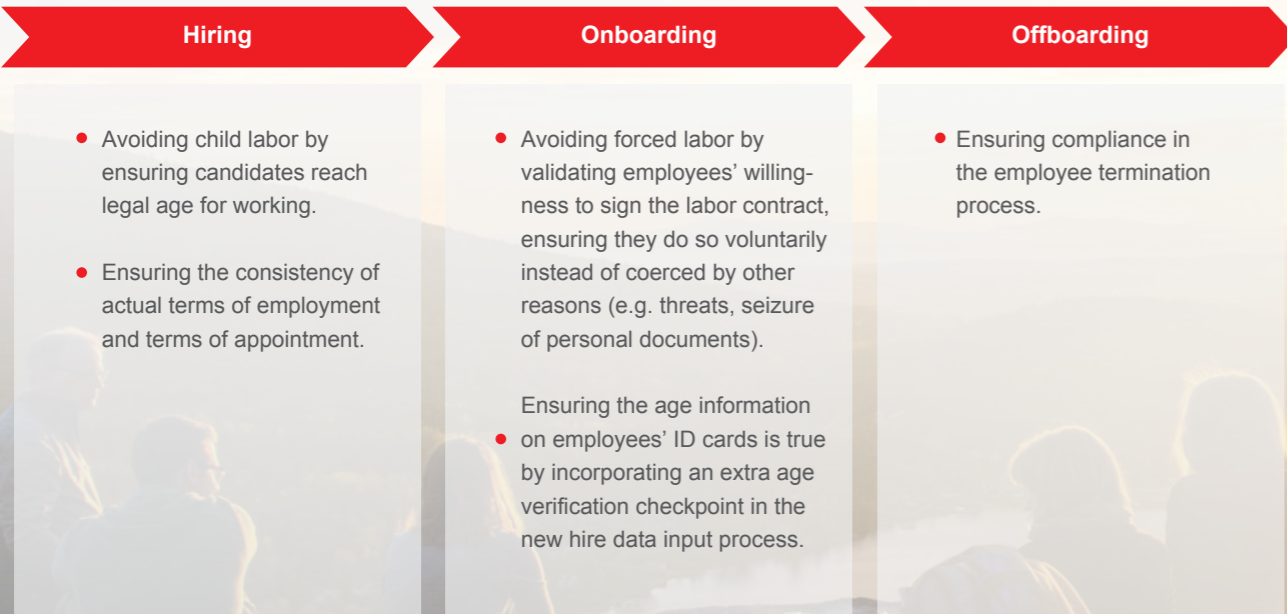 Hiring
Avoiding child labor by
ensuring candidates reach
legal age for working.
Ensuring the consistency of
actual terms of employment
and terms of appointment.
Onboarding
Avoiding forced labor by
validating employees’ willing-
ness to sign the labor contract,
ensuring they do so voluntarily
instead of coerced by other
reasons (e.g. threats, seizure
of personal documents).
Ensuring the age information
on employees’ ID cards is true
by incorporating an extra age
verification checkpoint in the
new hire data input process.
Offboarding
Ensuring compliance in
the employee termination
process.